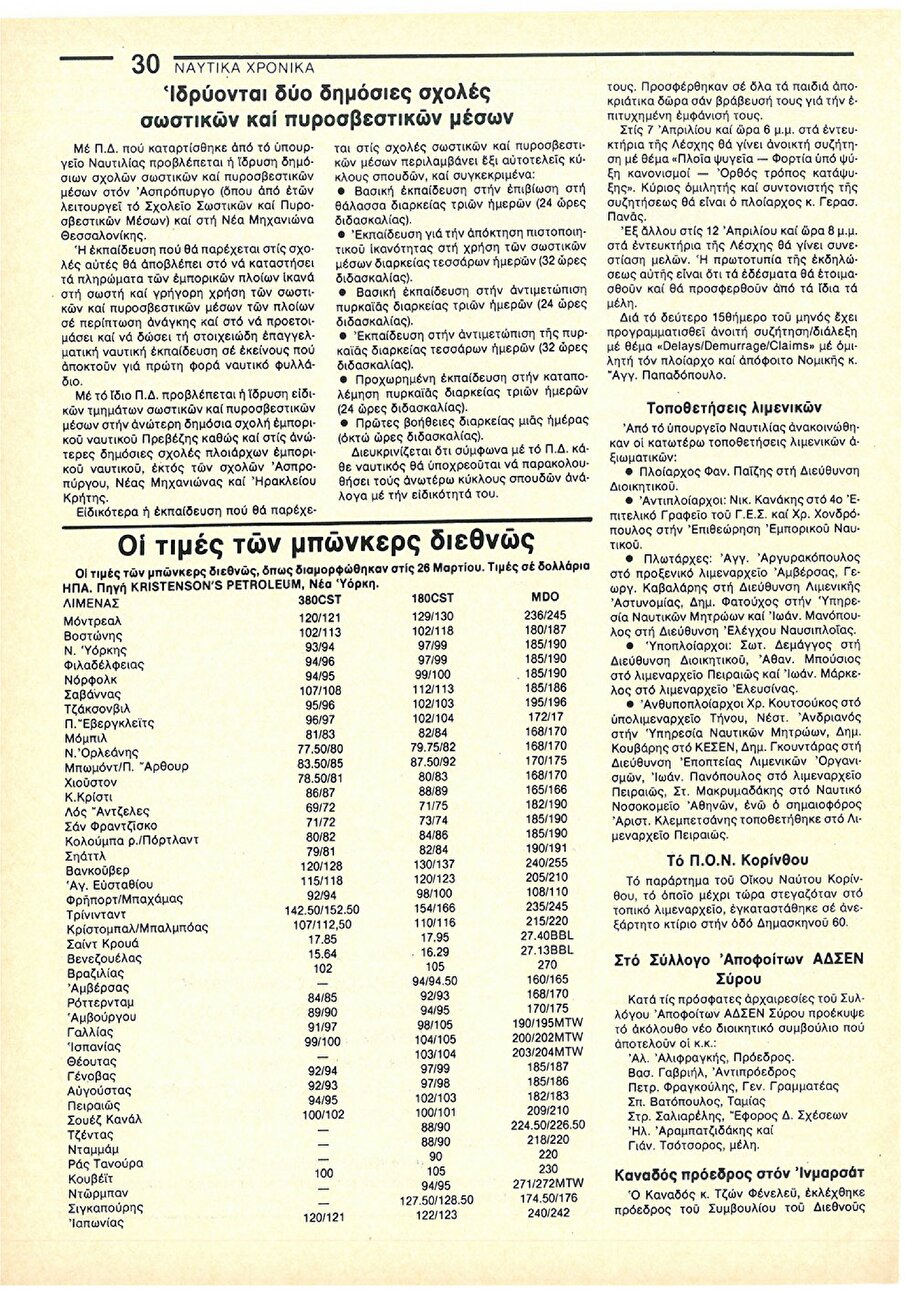 30 ΝΑΥΤΙΚΑ ΧΡΟΝΙΚΑ
Ἱδρύονται δύο δημόσιες σχολές
σωστικῶν καί πυροσβεστικῶν μέσων
Μέ Π.Δ. πού καταρτίσθηκε ἀπό τό ὑπουρ-
γεῖο Ναυτιλίας προβλέπεται ἡ ἵδρυση δημό-
σιων σχολῶν σωστικῶν καί πυροσβεστικῶν
μέσων στόν Ἀσπρόπυργο (ὅπου ἀπό ἐτῶν
λειτουργεῖ τό Σχολεῖο Σωστικῶν καί Πυρο-
σβεστικῶν Μέσων) καί στή Νέα Μηχανιώνα
Θεσσαλονίκης.
Ἡ ἐκπαίδευση πού θά παρέχεται στίς σχο-
λές αὐτές θά ἀποβλέπει στό νά καταστήσει
τά πληρώματα τῶν ἐμπορικῶν πλοίων ἱκανά
στή σωστή καί γρήγορη χρήση τῶν σωστι-
κῶν καί πυροσβεστικῶν μέσων τῶν πλοίων
σέ περίπτωση ἀνάγκης καί στό νά προετοι-
μάσει καί νά δώσει τή στοιχειώδη ἐπαγγελ-
ματική ναυτική ἐκπαίδευση σέ ἐκείνους πού
ἀποκτοῦν γιά πρώτη φορά ναυτικό φυλλά-
διο.
Μέ τό ἴδιο Π.Δ. προβλέπεται ἡ ἵδρυση εἰδι-
κῶν τμημάτων σωστικῶν καί πυροσβεστικῶν
μέσων στήν ἀνώτερη δημόσια σχολή ἐμπορι-
κοῦ ναυτικοῦ Πρεβέζης καθώς καί στίς ἀνώ-
τερες δημόσιες σχολές πλοιάρχων ἐμπορι-
κοῦ ναυτικοῦ, ἐκτός τῶν σχολῶν Ἀσπρο-
πύργου, Νέας Μηχανιώνας καί Ἡρακλείου
Κρήτης.
Εἰδικότερα ἡ ἐκπαίδευση πού θά παρέχε-
ται στίς σχολές σωστικῶν καί πυροσβεστι-
κῶν μέσων περιλαμβάνει ἕξι αὐτοτελεῖς κύ-
κλους σπουδῶν, καί συγκεκριμένα:
● Βασική ἐκπαίδευση στήν ἐπιβίωση στή
θάλασσα διαρκείας τριῶν ἡμερῶν (24 ὧρες
διδασκαλίας).
● Ἐκπαίδευση γιά τήν ἀπόκτηση πιστοποιη-
τικοῦ ἱκανότητας στή χρήση τῶν σωστικῶν
μέσων διαρκείας τεσσάρων ἡμερῶν (32 ὧρες
διδασκαλίας).
● Βασική ἐκπαίδευση στήν ἀντιμετώπιση
πυρκαϊᾶς διαρκείας τριῶν ἡμερῶν (24 ὧρες
διδασκαλίας).
● Ἐκπαίδευση στήν ἀντιμετώπιση τῆς πυρ-
καϊᾶς διαρκείας τεσσάρων ἡμερῶν (32 ὧρες
διδασκαλίας).
● Προχωρημένη ἐκπαίδευση στήν καταπο-
λέμηση πυρκαϊᾶς διαρκείας τριῶν ἡμερῶν
(24 ὧρες διδασκαλίας).
● Πρῶτες βοήθειες διαρκείας μιᾶς ἡμέρας
(ὀκτώ ὧρες διδασκαλίας).
Διευκρινίζεται ὅτι σύμφωνα μέ τό Π.Δ. κά-
θε ναυτικός θά ὑποχρεοῦται νά παρακολου-
θήσει τούς ἀνωτέρω κύκλους σπουδῶν ἀνά-
λογα μέ τήν εἰδικότητά του.
Οἱ τιμές τῶν μπώνκερς διεθνῶς
Οἱ τιμές τῶν μπώνκερς διεθνῶς, ὅπως διαμορφώθηκαν στίς 26 Μαρτίου. Τιμές σέ δολλάρια
ΗΠΑ. Πηγή KRISTENSON'S PETROLEUM, Νέα Ὑόρκη.
ΛΙΜΕΝΑΣ 380CST 180CST MDO
Μόντρεαλ 120/121 129/130 236/245
Βοστώνης 102/113 102/118 180/187
Ν. Ὑόρκης 93/94 97/99 185/190
Φιλαδέλφειας 94/96 97/99 185/190
Νόρφολκ 94/95 99/100 185/190
Σαβάννας 107/108 112/113 185/186
Τζάκσονβιλ 95/96 102/103 195/196
Π. Ἔβεργκλεϊτς 96/97 102/104 172/17
Μόμπιλ 81/83 82/84 168/170
Ν. Ὀρλεάνης 77.50/80 79.75/82 168/170
Μπωμόντ/Π. Ἄρθουρ 83.50/85 87.50/92 170/175
Χιοῦστον 78.50/81 80/83 168/170
Κ.Κρίστι 86/87 88/89 165/166
Λός Ἄντζελες 69/72 71/75 182/190
Σάν Φραντζῖσκο 71/72 73/74 185/190
Κολούμπα ρ./Πόρτλαντ 80/82 84/86 185/190
Σηάττλ 79/81 82/84 190/191
Βανκοῦβερ 120/128 130/137 240/255
Ἁγ. Εὐσταθίου 115/118 120/123 205/210
Φρῆπορτ/Μπαχάμας 92/94 98/100 108/110
Τρίνινταντ 142.50/152.50 154/166 235/245
Κρίστομπαλ/Μπαλμπόας 107/112,50 110/116 215/220
Σαίντ Κρουά 17.85 17.95 27.40BBL
Βενεζουέλας 15.64 16.29 27.13BBL
Βραζιλίας 102 105 270
Ἀμβέρσας — 94/94.50 160/165
Ρόττερνταμ 84/85 92/93 168/170
Ἀμβούργου 89/90 94/95 170/175
Γαλλίας 91/97 98/105 190/195MTW
Ἱσπανίας 99/100 104/105 200/202MTW
Θέουτας — 103/104 203/204MTW
Γένοβας 92/94 97/99 185/187
Αὐγούστας 92/93 97/98 185/186
Πειραιῶς 94/95 102/103 182/183
Σουέζ Κανάλ 100/102 100/101 209/210
Τζέντας — 88/90 224.50/226.50
Νταμμάμ — 88/90 218/220
Ράς Τανούρα — 90 220
Κουβέϊτ 100 105 230
Ντῶρμπαν — 94/95 271/272MTW
Σιγκαπούρης — 127.50/128.50 174.50/176
Ἰαπωνίας 120/121 122/123 240/242
τους. Προσφέρθηκαν σέ ὅλα τά παιδιά ἀπο-
κριάτικα δῶρα σάν βράβευσή τους γιά τήν ἐ-
πιτυχημένη ἐμφάνισή τους.
Στίς 7 Ἀπριλίου καί ὥρα 6 μ.μ. στά ἐντευ-
κτήρια τῆς Λέσχης θά γίνει ἀνοικτή συζήτη-
ση μέ θέμα «Πλοῖα ψυγεῖα — Φορτία ὑπό ψύ-
ξη κανονισμοί — Ὀρθός τρόπος κατάψυ-
ξης». Κύριος ὁμιλητής καί συντονιστής τῆς
συζητήσεως θά εἶναι ὁ πλοίαρχος κ. Γερασ.
Πανᾶς.
Ἐξ ἄλλου στίς 12 Ἀπριλίου καί ὥρα 8 μ.μ.
στά ἐντευκτήρια τῆς Λέσχης θά γίνει συνε-
στίαση μελῶν. Ἡ πρωτοτυπία τῆς ἐκδηλώ-
σεως αὐτῆς εἶναι ὅτι τά ἐδέσματα θά ἑτοιμα-
σθοῦν καί θά προσφερθοῦν ἀπό τά ἴδια τά
μέλη.
Διά τό δεύτερο 15θήμερο τοῦ μηνός ἔχει
προγραμματισθεῖ ἀνοιτή συζήτηση/διάλεξη
μέ θέμα «Delays/Demurrage/Claims» μέ ὁμι-
λητή τόν πλοίαρχο καί ἀπόφοιτο Νομικῆς κ.
Ἄγγ. Παπαδόπουλο.
Τοποθετήσεις λιμενικῶν
Ἀπό τό ὑπουργεῖο Ναυτιλίας ἀνακοινώθη-
καν οἱ κατωτέρω τοποθετήσεις λιμενικῶν ἀ-
ξιωματικῶν:
● Πλοίαρχος Φαν. Παΐζης στή Διεύθυνση
Διοικητικοῦ.
● Ἀντιπλοίαρχοι: Νικ. Κανάκης στό 4ο Ἐ-
πιτελικό Γραφεῖο τοῦ Γ.Ε.Σ. καί Χρ. Χονδρό-
πουλος στήν Ἐπιθεώρηση Ἐμπορικοῦ Ναυ-
τικοῦ.
● Πλωτάρχες: Ἀγγ. Ἀργυρακόπουλος
στό προξενικό λιμεναρχεῖο Ἀμβέρσας, Γε-
ωργ. Καβαλάρης στή Διεύθυνση Λιμενικῆς
Ἀστυνομίας, Δημ. Φατούχος στήν Ὑπηρε-
σία Ναυτικῶν Μητρώων καί Ἰωάν. Μανόπου-
λος στή Διεύθυνση Ἐλέγχου Ναυσιπλοΐας.
● Ὑποπλοίαρχοι: Σωτ. Δεμάγγος στή
Διεύθυνση Διοικητικοῦ, Ἀθαν. Μπούσιος
στό λιμεναρχεῖο Πειραιῶς καί Ἰωάν. Μάρκε-
λος στό λιμεναρχεῖο Ἐλευσίνας.
● Ἀνθυποπλοίαρχοι Χρ. Κουτσούκος στό
ὑπολιμεναρχεῖο Τήνου, Νέστ. Ἀνδριανός
στήν Ὑπηρεσία Ναυτικῶν Μητρώων, Δημ.
Κουβάρης στό ΚΕΣΕΝ, Δημ. Γκουντάρας στή
Διεύθυνση Ἐποπτείας Λιμενικῶν Ὀργανι-
σμῶν, Ἰωάν. Πανόπουλος στό λιμεναρχεῖο
Πειραιῶς, Στ. Μακρυμαδάκης στό Ναυτικό
Νοσοκομεῖο Ἀθηνῶν, ἐνῶ ὁ σημαιοφόρος
Ἀριστ. Κλεμπετσάνης τοποθετήθηκε στό Λι-
μεναρχεῖο Πειραιῶς.
Τό Π.Ο.Ν. Κορίνθου
Τό παράρτημα τοῦ Οἴκου Ναύτου Κορίν-
θου, τό ὁποῖο μέχρι τώρα στεγαζόταν στό
τοπικό λιμεναρχεῖο, ἐγκαταστάθηκε σέ ἀνε-
ξάρτητο κτίριο στήν ὁδό Δημασκηνοῦ 60.
Στό Σύλλογο Ἀποφοίτων ΑΔΣΕΝ
Σύρου
Κατά τίς πρόσφατες ἀρχαιρεσίες τοῦ Συλ-
λόγου Ἀποφοίτων ΑΔΣΕΝ Σύρου προέκυψε
τό ἀκόλουθο νέο διοικητικό συμβούλιο πού
ἀποτελοῦν οἱ κ.κ.:
Ἀλ. Ἀλιφραγκής, Πρόεδρος.
Βασ. Γαβριήλ, Ἀντιπρόεδρος
Πετρ. Φραγκούλης, Γεν. Γραμματέας
Σπ. Βατόπουλος, Ταμίας
Στρ. Σαλιαρέλης, Ἔφορος Δ. Σχέσεων
Ἠλ. Ἀραμπατζιδάκης καί
Γιάν. Τσότσορος, μέλη.
Καναδός πρόεδρος στόν Ἰνμαρσάτ
Ὁ Καναδός κ. Τζών Φένελεϋ, ἐκλέχθηκε
πρόεδρος τοῦ Συμβουλίου τοῦ Διεθνοῦς